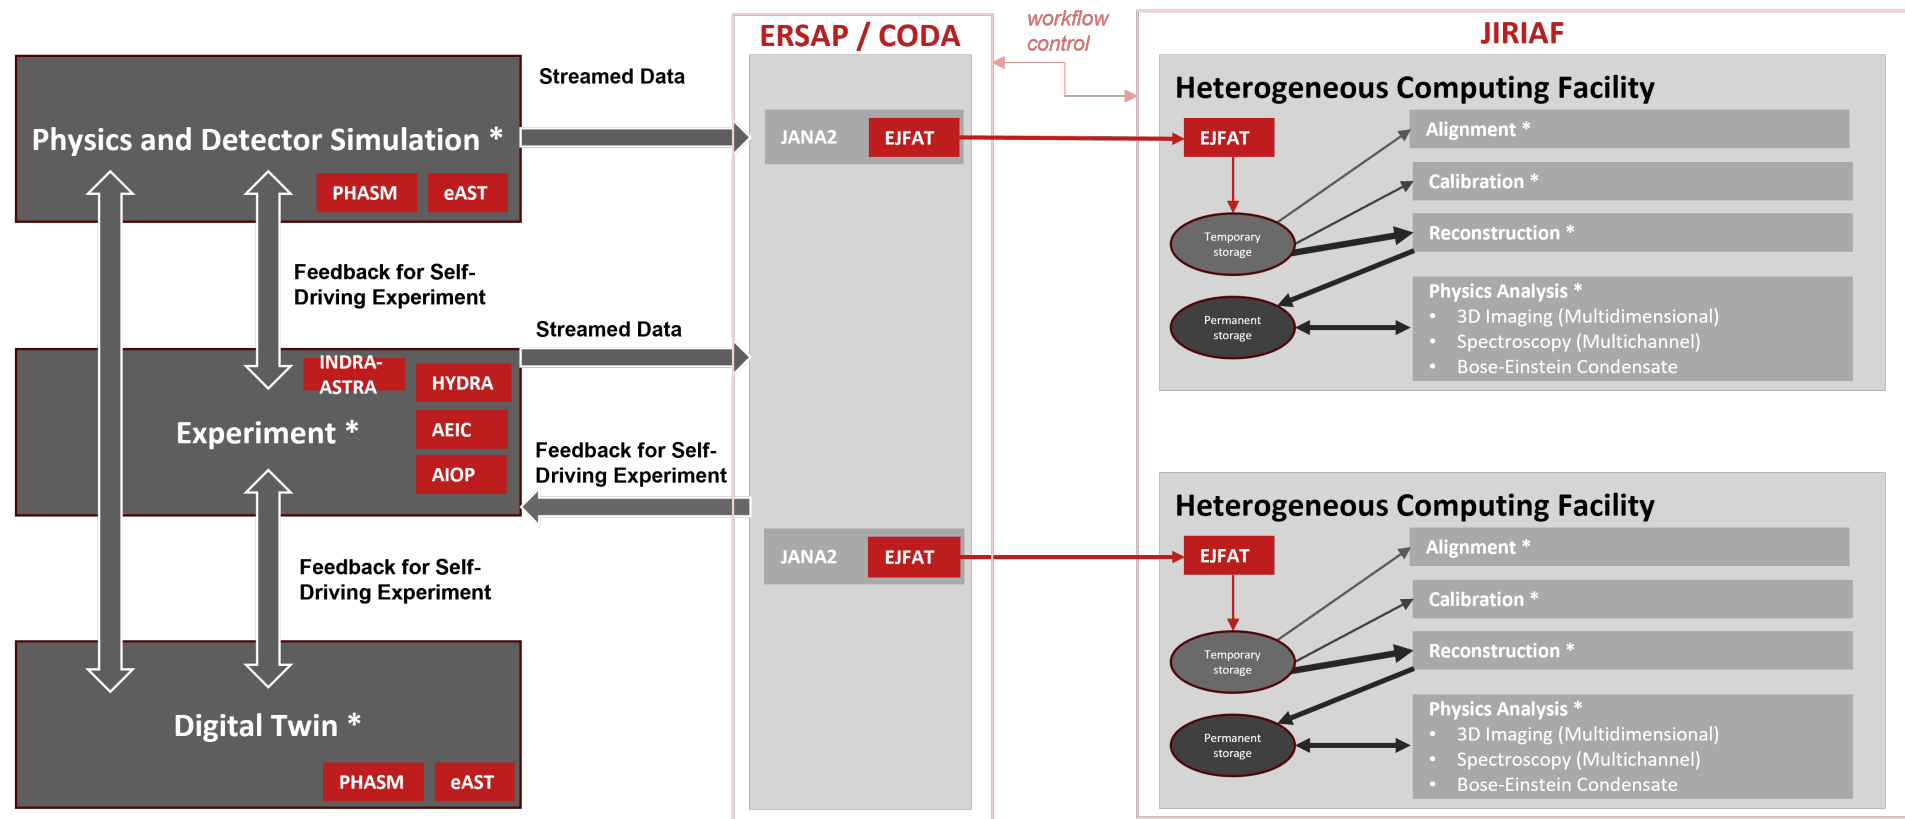 Physics and Detector Simulation *
PHASM
eAST
Streamed Data
Feedback for Self-
Driving Experiment
Streamed Data
INDRA-
ASTRA
HYDRA
Experiment *
AEIC
AIOP
Feedback for Self-
Driving Experiment
Feedback for Self-
Driving Experiment
Digital Twin *
PHASM
eAST
ERSAP / CODA
JANA2
EJFAT
JANA2
EJFAT
workflow
control
JIRIAF
Heterogeneous Computing Facility
EJFAT
Temporary
storage
Permanent
storage
Alignment *
Calibration *
Reconstruction *
Physics Analysis *
• 3D Imaging (Multidimensional)
• Spectroscopy (Multichannel)
• Bose-Einstein Condensate
Heterogeneous Computing Facility
EJFAT
Temporary
storage
Permanent
storage
Alignment *
Calibration *
Reconstruction *
Physics Analysis *
• 3D Imaging (Multidimensional)
• Spectroscopy (Multichannel)
• Bose-Einstein Condensate